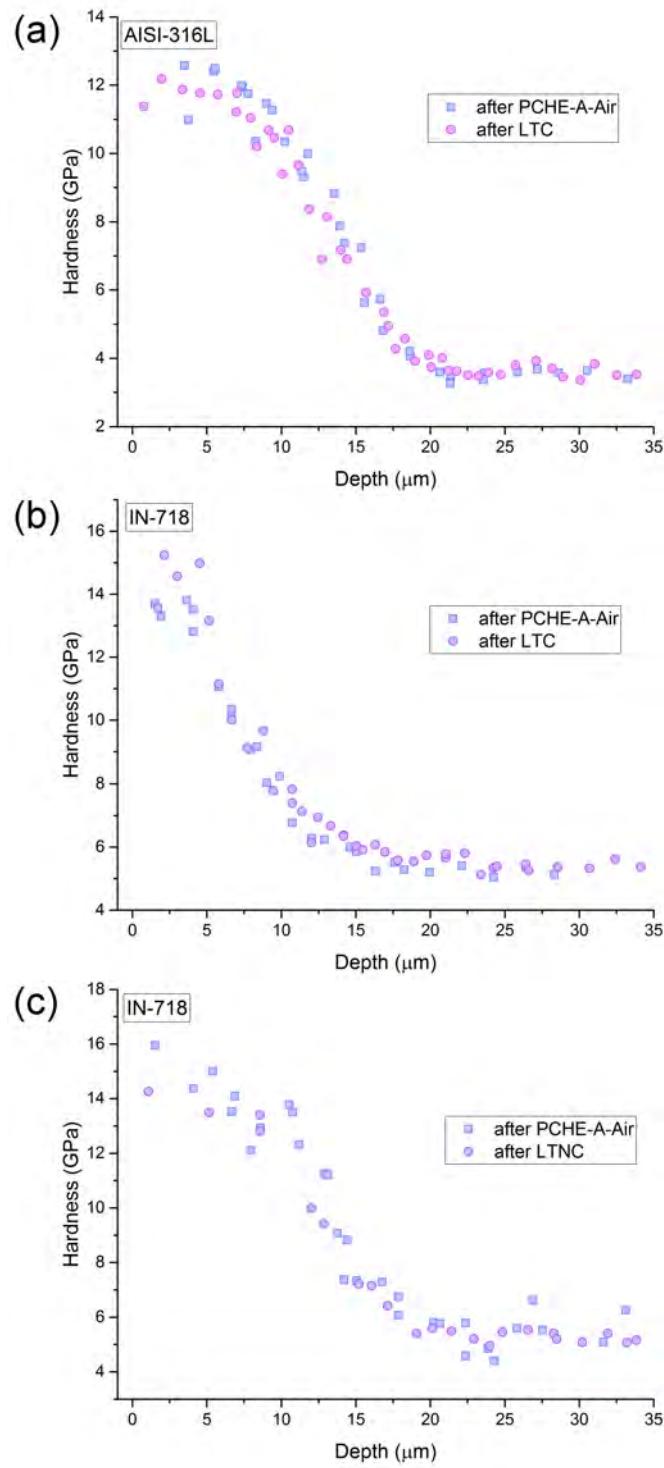 (a)
AISI-316L
14
12
10
8
6
4
2
Hardness (GPa)
after PCHE-A-Air
after LTC
0 5 10 15 20 25 30 35
Depth (μm)
(b)
IN-718
16
14
12
10
8
6
4
Hardness (GPa)
after PCHE-A-Air
after LTC
0 5 10 15 20 25 30 35
Depth (μm)
(c)
IN-718
18
16
14
12
10
8
6
4
Hardness (GPa)
after PCHE-A-Air
after LTNC
0 5 10 15 20 25 30 35
Depth (μm)